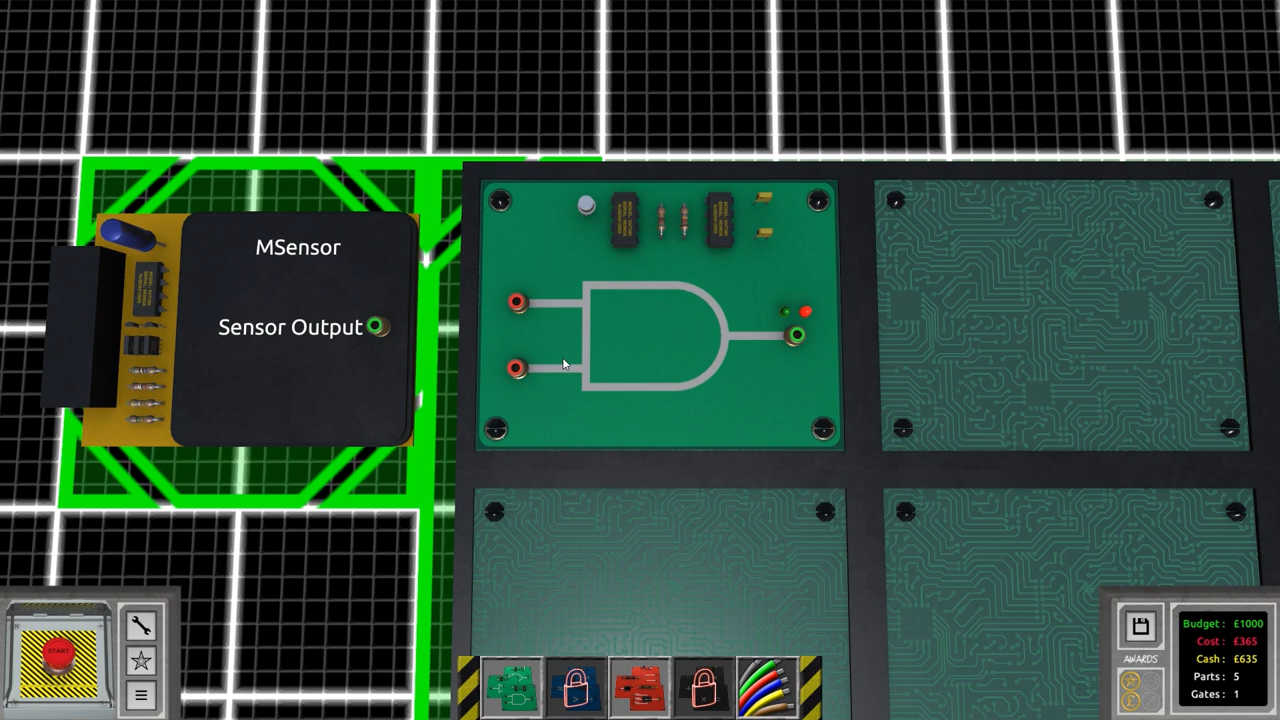 MSensor
Sensor Output
START
AWARDS
Budget : £1000
Cost : £365
Cash : £635
Parts : 5
Gates : 1